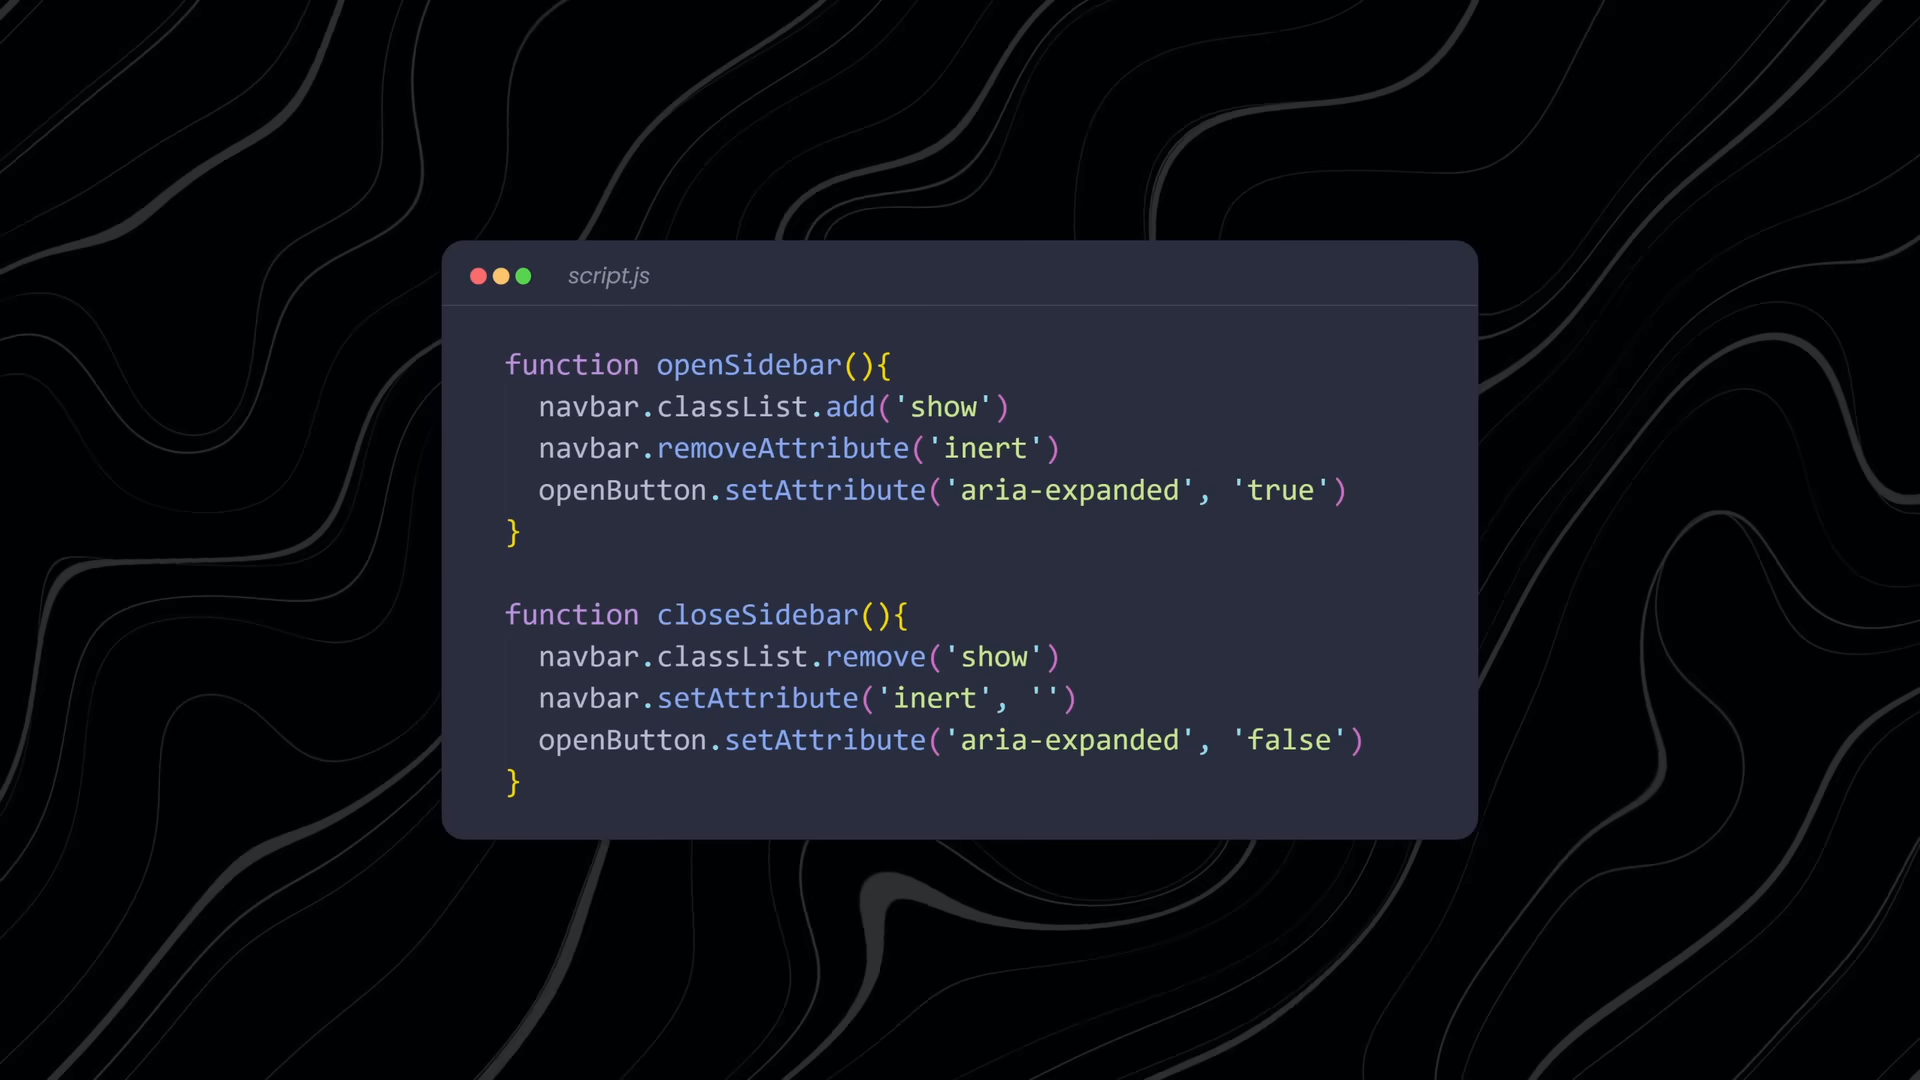 script.js
function openSidebar(){
  navbar.classList.add('show')
  navbar.removeAttribute('inert')
  openButton.setAttribute('aria-expanded', 'true')
}
function closeSidebar(){
  navbar.classList.remove('show')
  navbar.setAttribute('inert', '')
  openButton.setAttribute('aria-expanded', 'false')
}